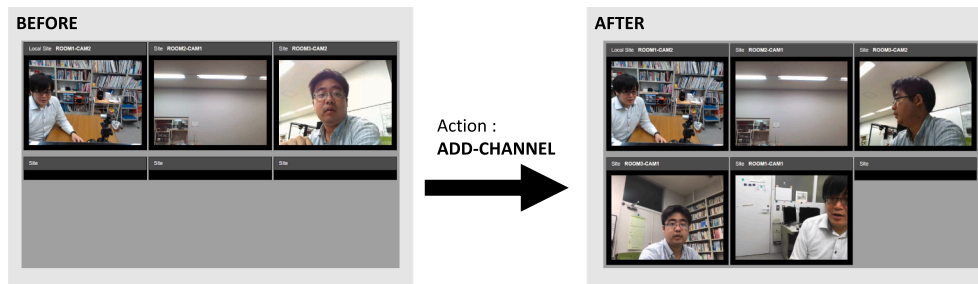 BEFORE
Local Site ROOM1-CAM2
Site ROOM2-CAM1
Site ROOM3-CAM2
Site
Site
Site
Action :
ADD-CHANNEL
AFTER
Local Site ROOM1-CAM2
Site ROOM2-CAM1
Site ROOM3-CAM2
Site ROOM3-CAM1
Site ROOM1-CAM1
Site